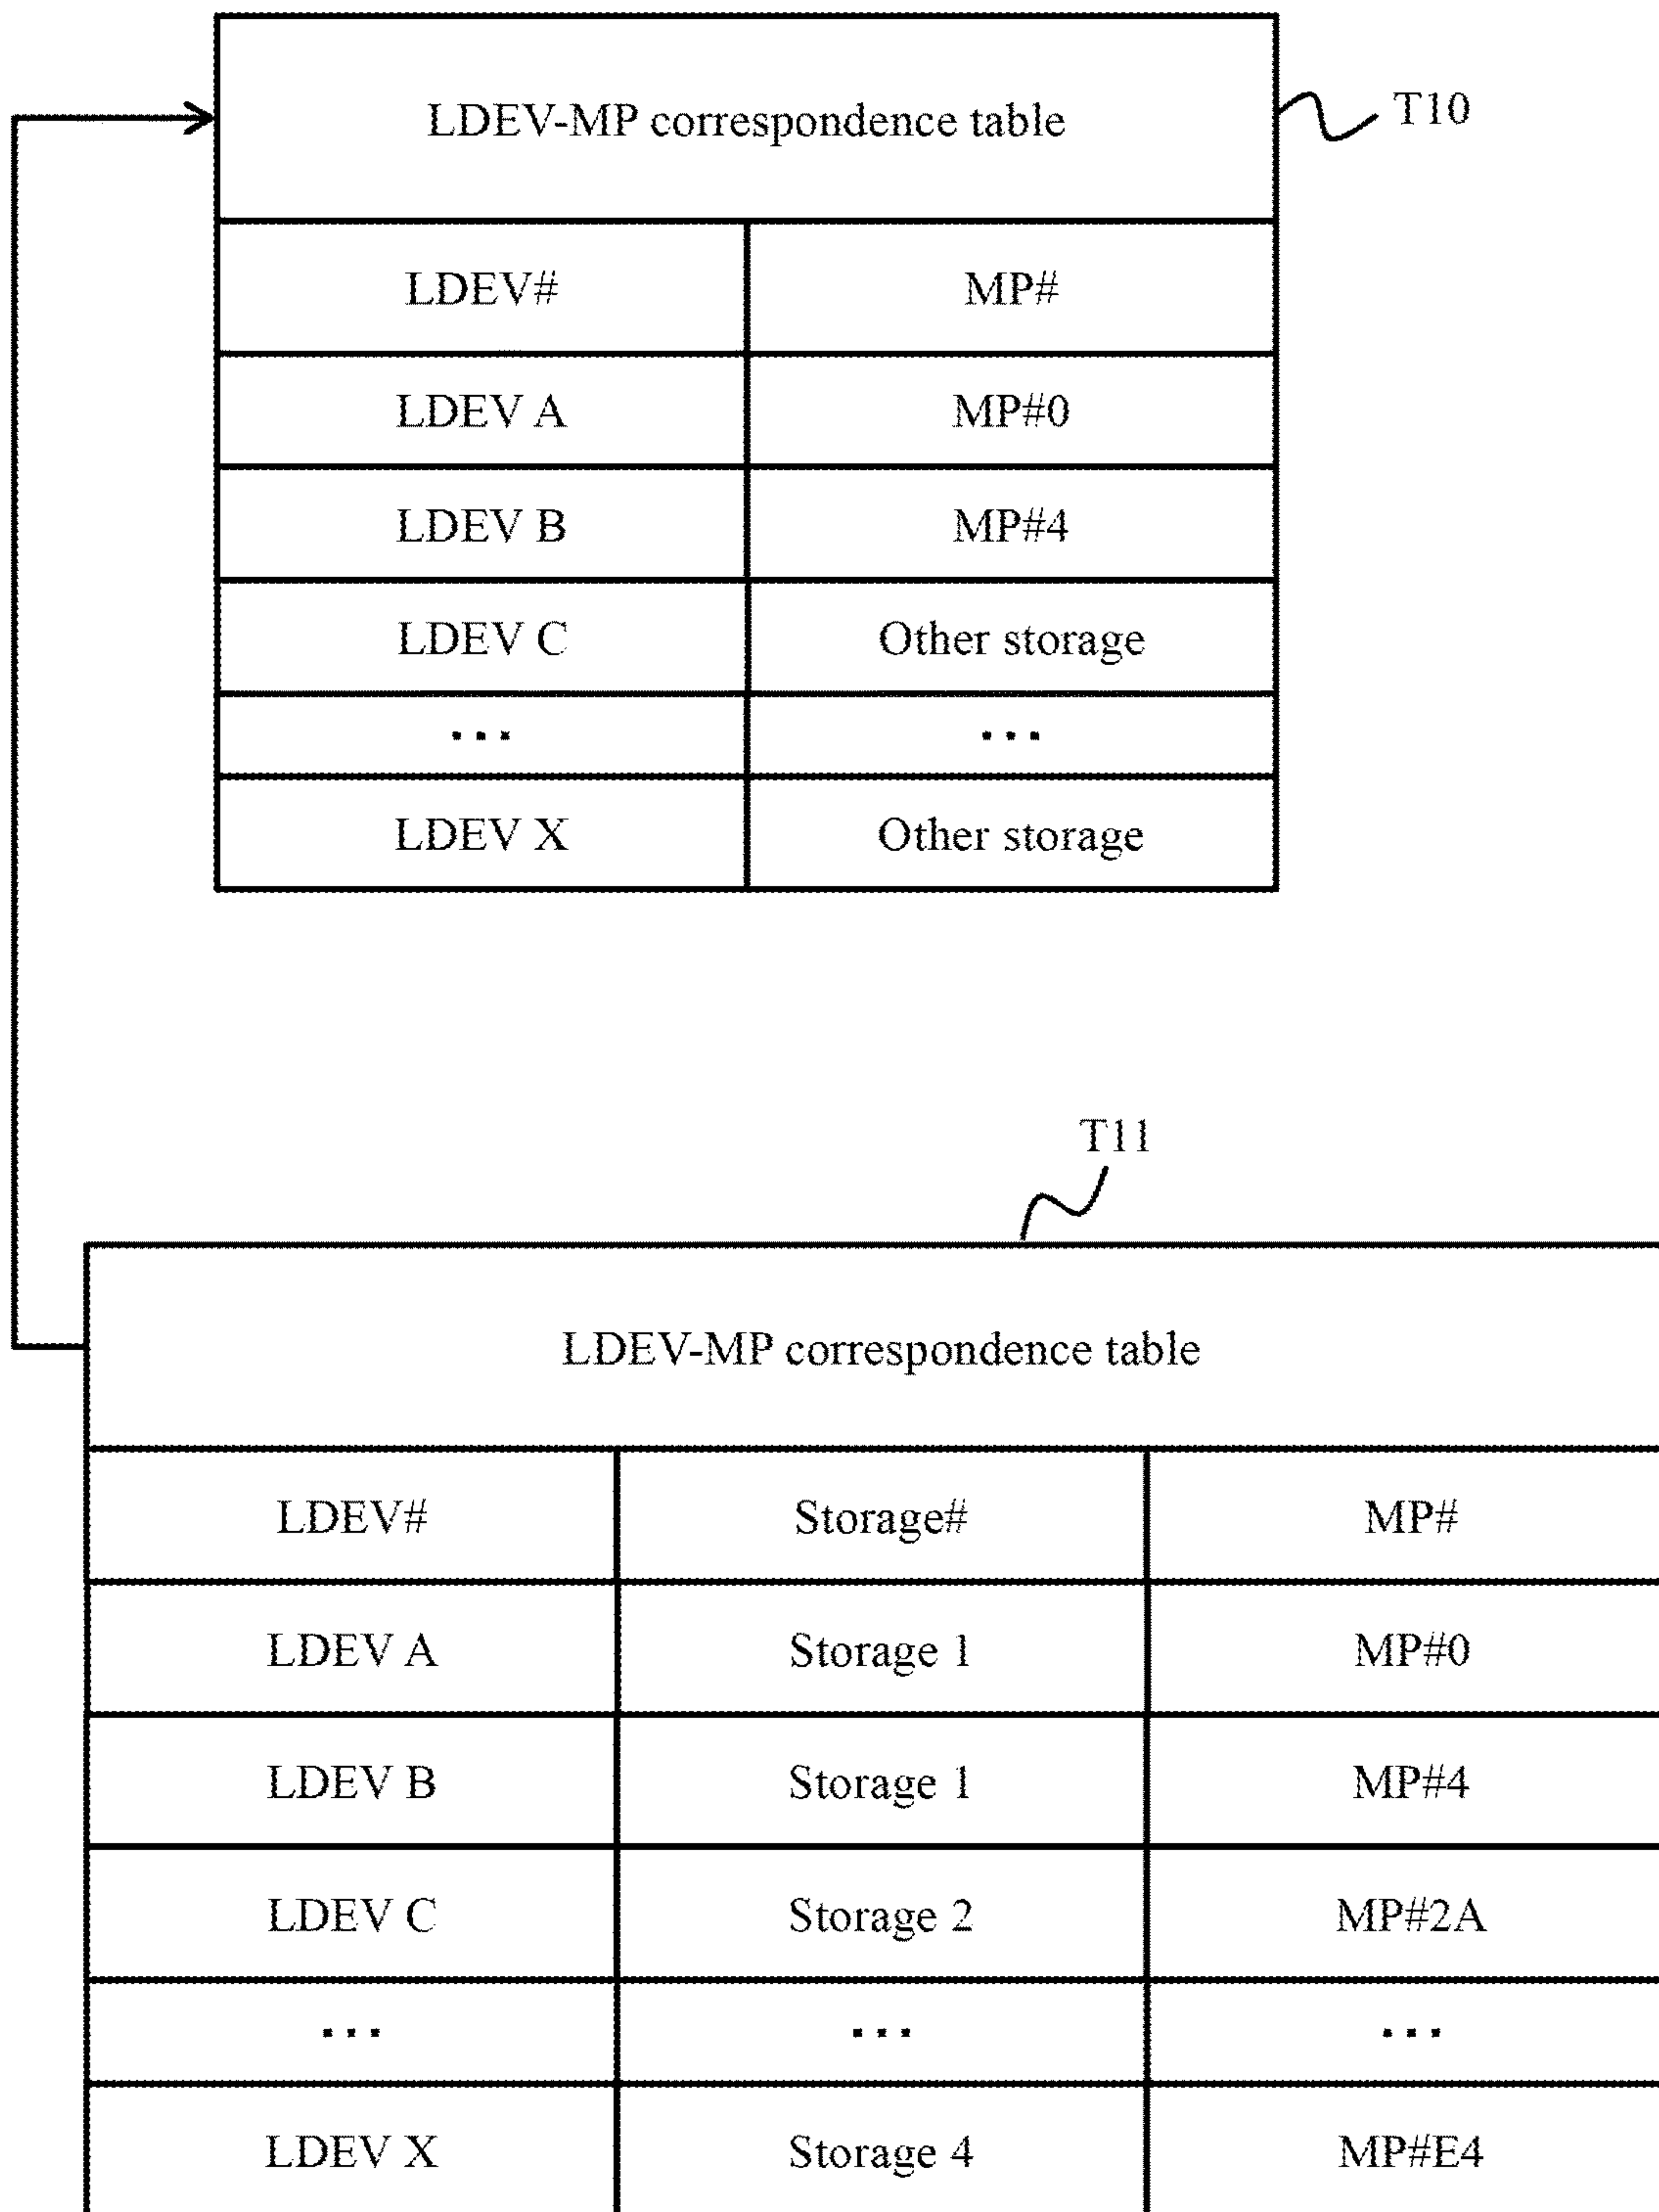 LDEV-MP correspondence table
T10
LDEV# MP#
LDEV A MP#0
LDEV B MP#4
LDEV C Other storage
... ...
LDEV X Other storage
T11
LDEV-MP correspondence table
LDEV# Storage# MP#
LDEV A Storage 1 MP#0
LDEV B Storage 1 MP#4
LDEV C Storage 2 MP#2A
... ... ...
LDEV X Storage 4 MP#E4